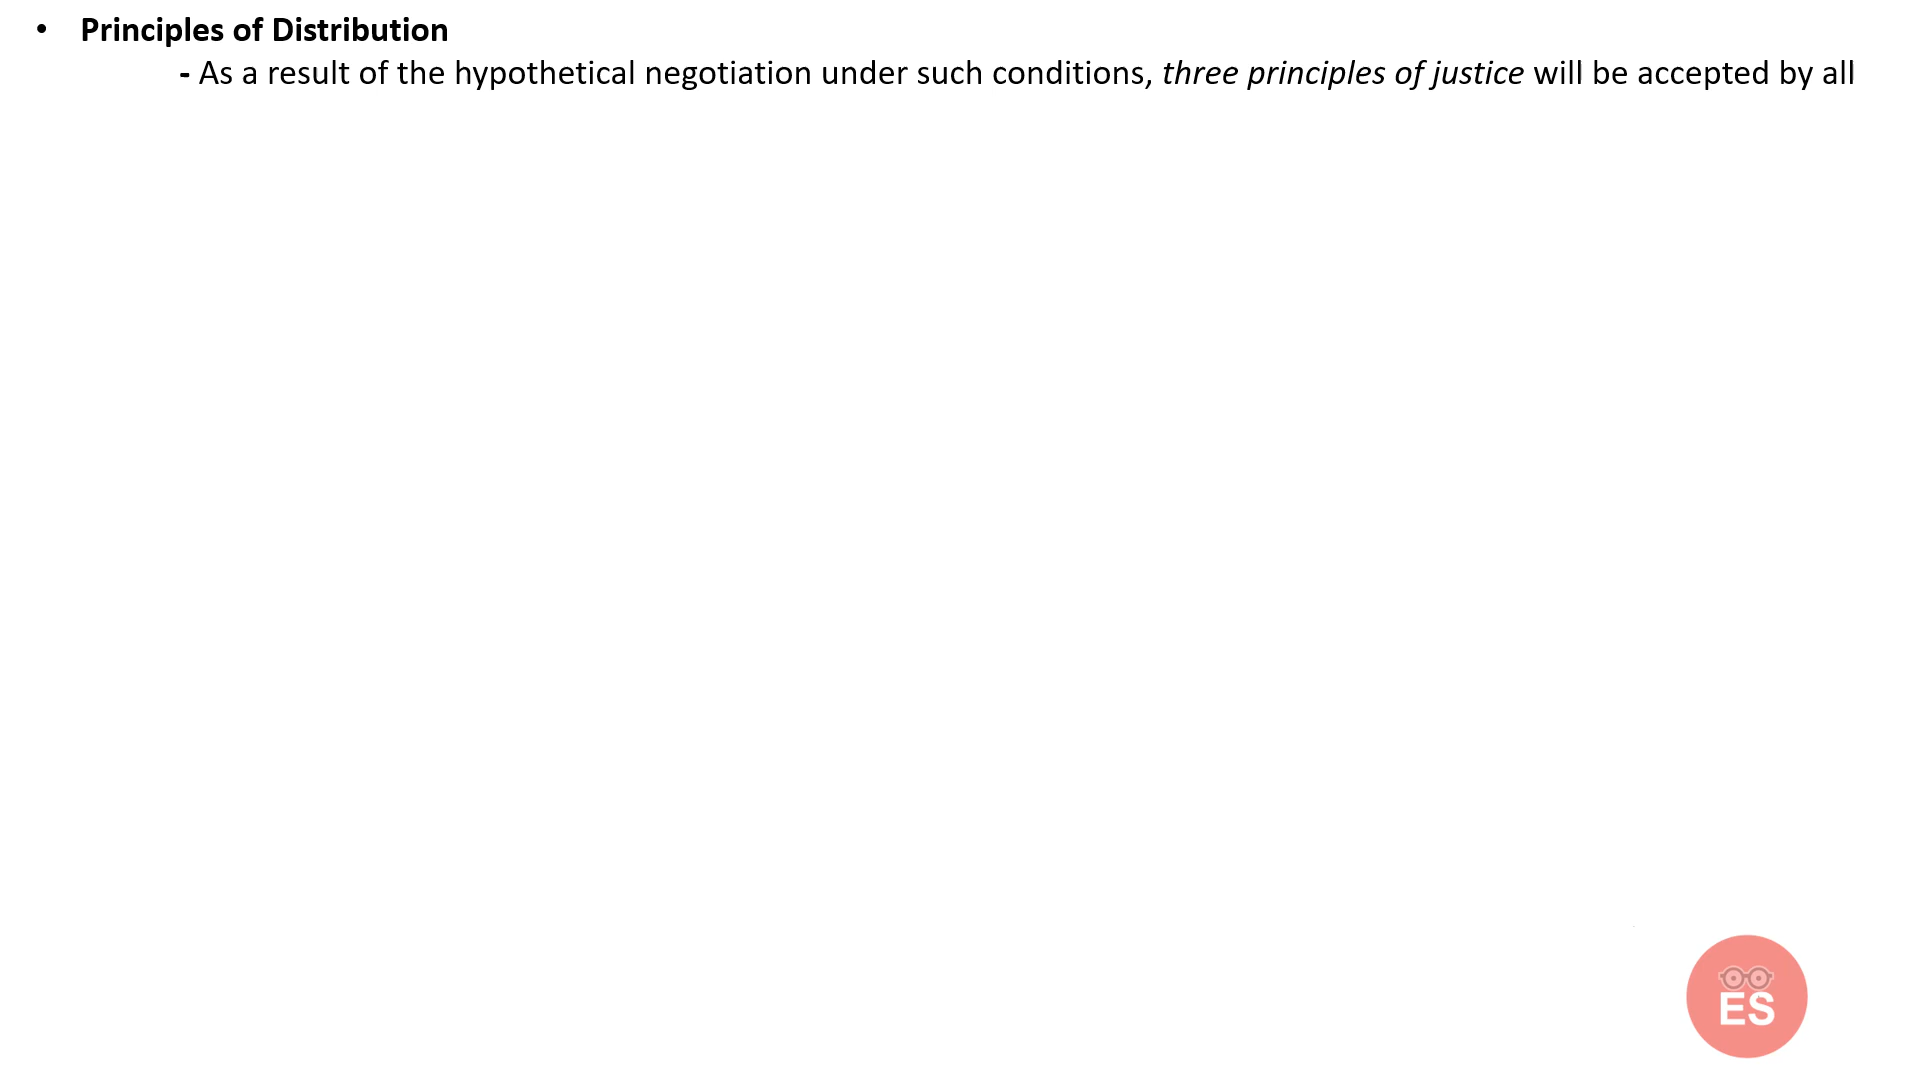 • Principles of Distribution
- As a result of the hypothetical negotiation under such conditions, three principles of justice will be accepted by all
ES